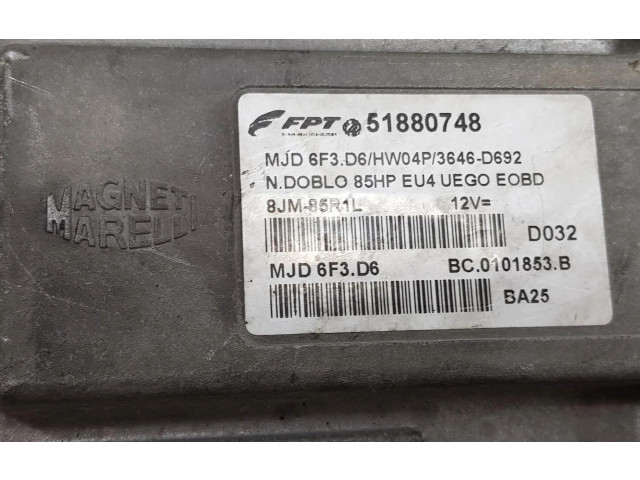 MAGNETI
MARELLI
FPT 51880748
MJD 6F3.D6/HW04P/3646-D692
N.DOBLO 85HP EU4 UEGO EOBD
8JM-85R1L 12V=
D032
MJD 6F3.D6 BC.0101853.B
BA25